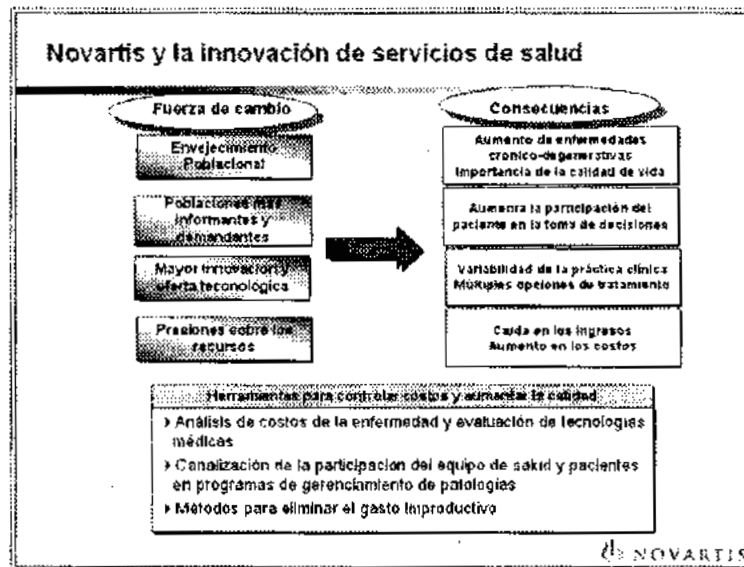 Novartis y la innovación de servicios de salud
Fuerza de cambio
Envejecimiento
Poblacional
Poblaciones más
informantes y
demandantes
Mayor innovación y
oferta teconológica
Presiones sobre los
recursos
Consecuencias
Aumento de enfermedades
crónico-degenerativas
Importancia de la calidad de vida
Aumenta la participación del
paciente en la toma de decisiones
Variabilidad de la práctica clínica
Múltiples opciones de tratamiento
Caída en los ingresos
Aumento en los costos
Herramientas para controlar costos y aumentar la calidad
Análisis de costos de la enfermedad y evaluación de tecnologías
médicas
Canalización de la participación del equipo de salud y pacientes
en programas de gerenciamiento de patologías
Métodos para eliminar el gasto improductivo
NOVARTIS